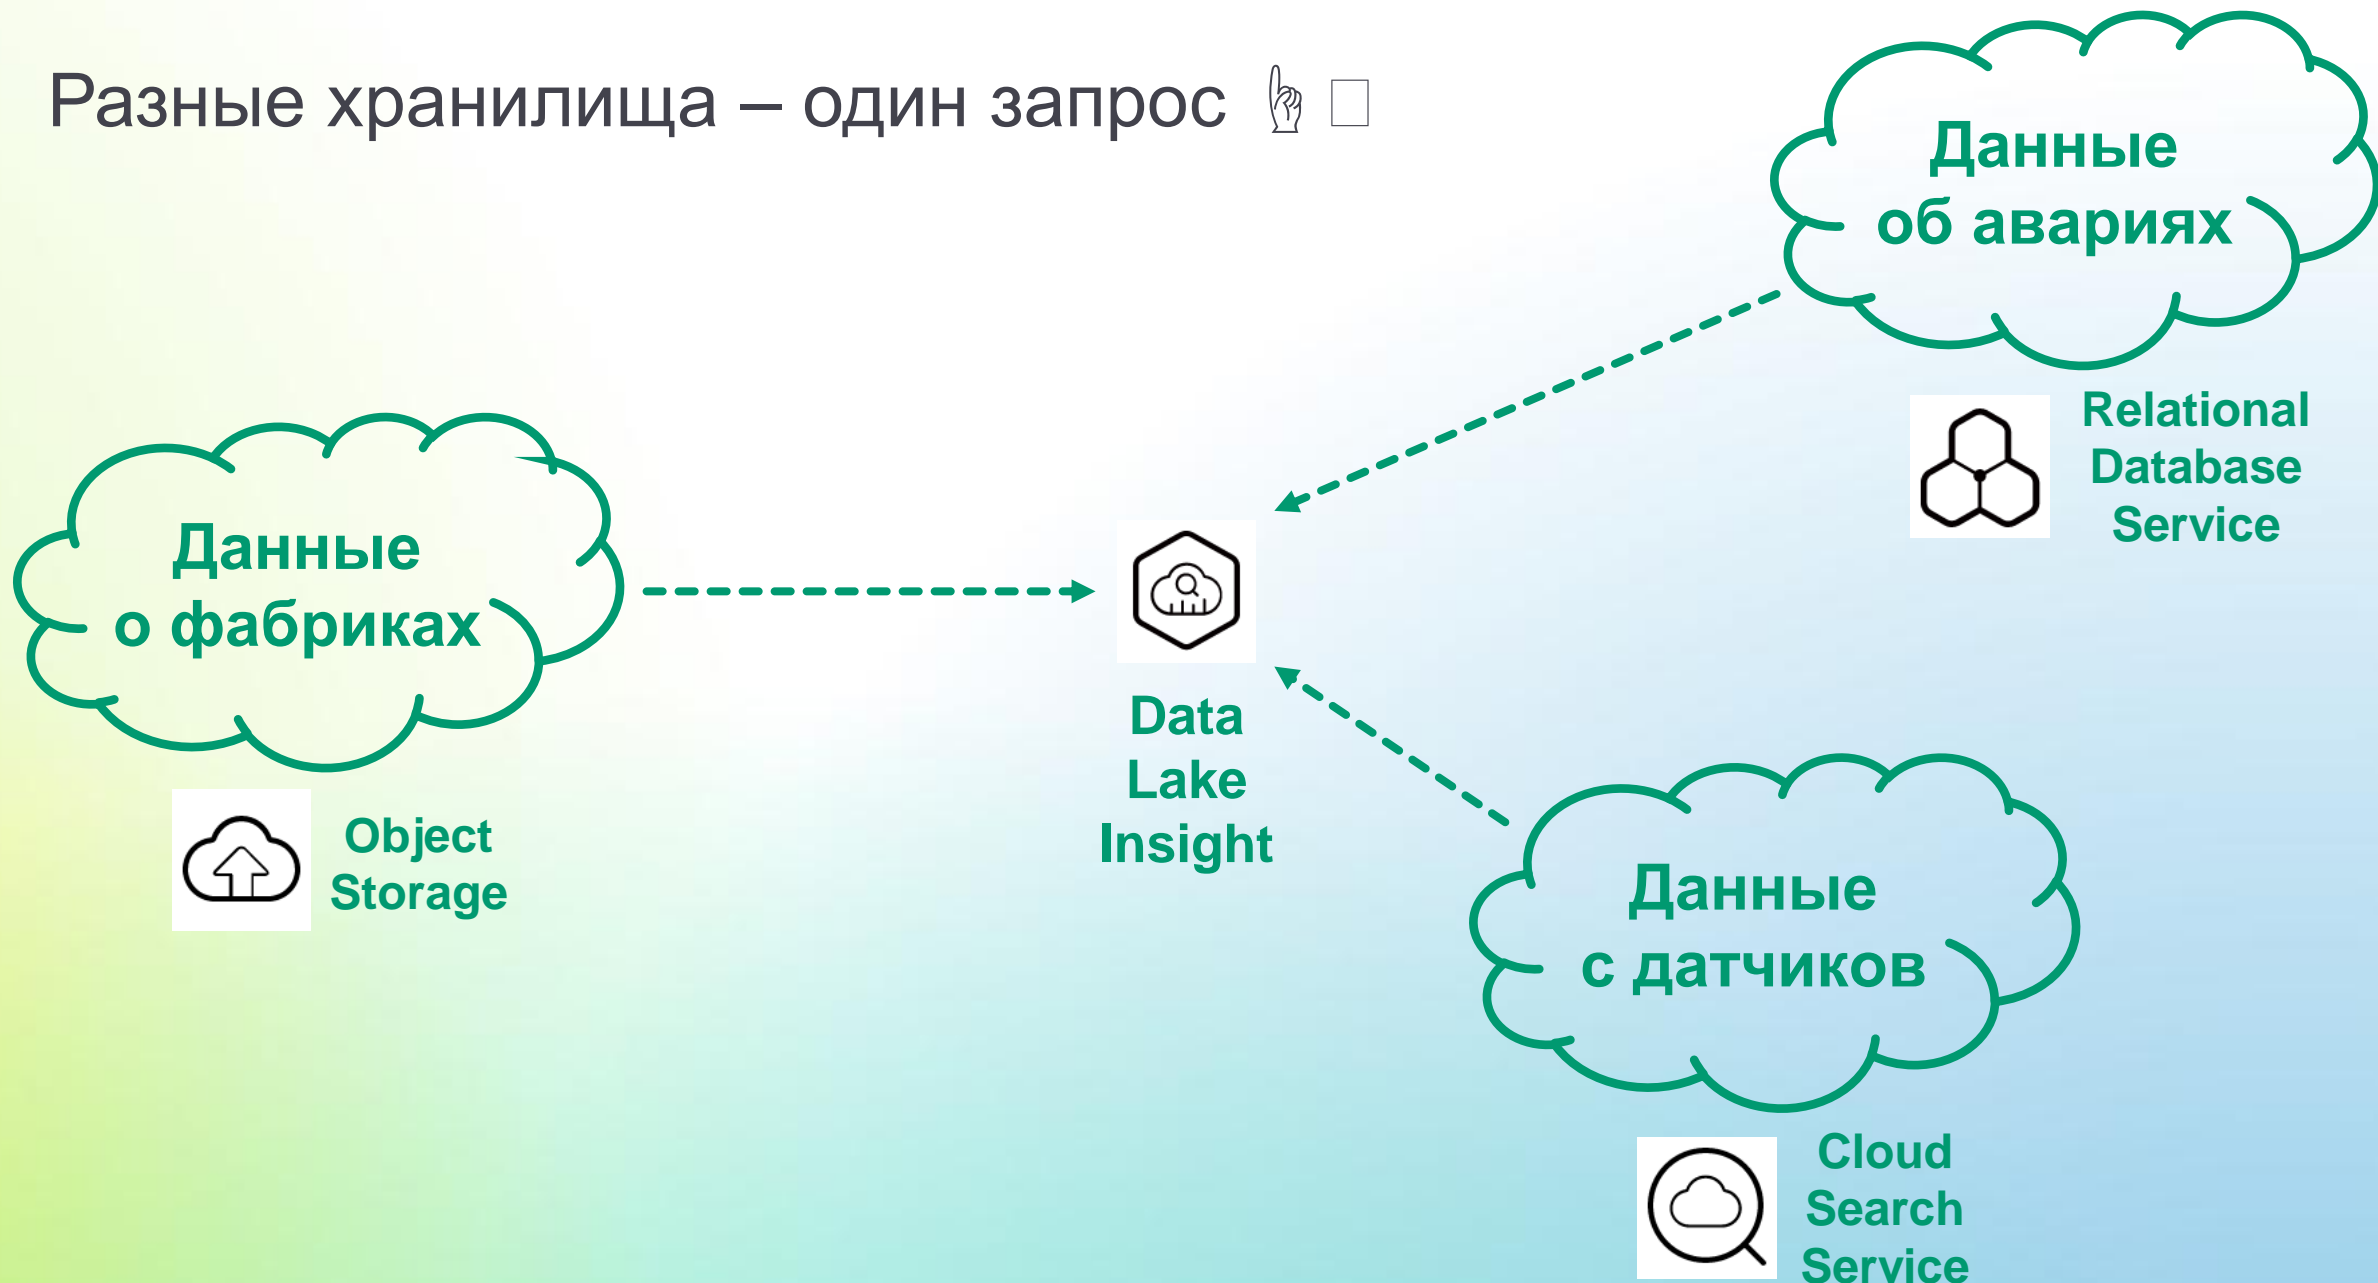 Разные хранилища – один запрос ☝ □
Данные
об авариях
Relational
Database
Service
Данные
о фабриках
Object
Storage
Data
Lake
Insight
Данные
с датчиков
Cloud
Search
Service